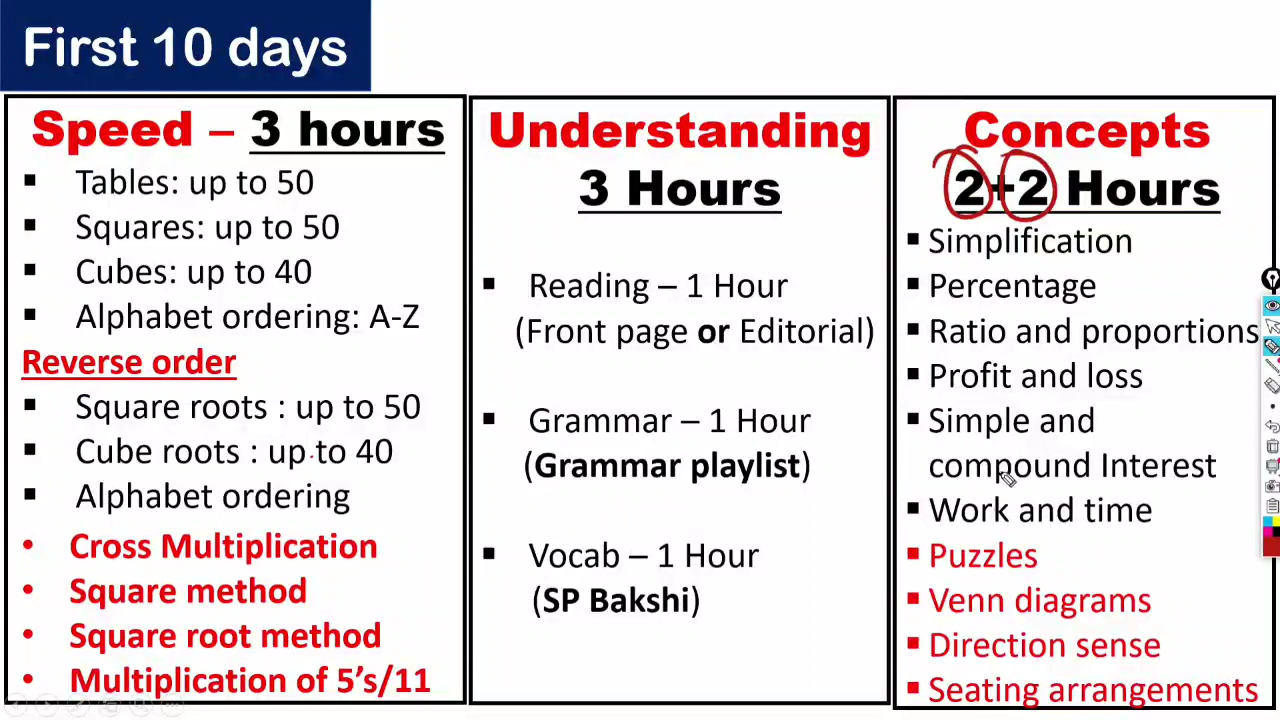 First 10 days
Speed – 3 hours
Tables: up to 50
Squares: up to 50
Cubes: up to 40
Alphabet ordering: A-Z
Reverse order
Square roots : up to 50
Cube roots : up to 40
Alphabet ordering
Cross Multiplication
Square method
Square root method
Multiplication of 5’s/11
Understanding
3 Hours
Reading – 1 Hour
(Front page or Editorial)
Grammar – 1 Hour
(Grammar playlist)
Vocab – 1 Hour
(SP Bakshi)
Concepts
2+2 Hours
Simplification
Percentage
Ratio and proportions
Profit and loss
Simple and
compound Interest
Work and time
Puzzles
Venn diagrams
Direction sense
Seating arrangements